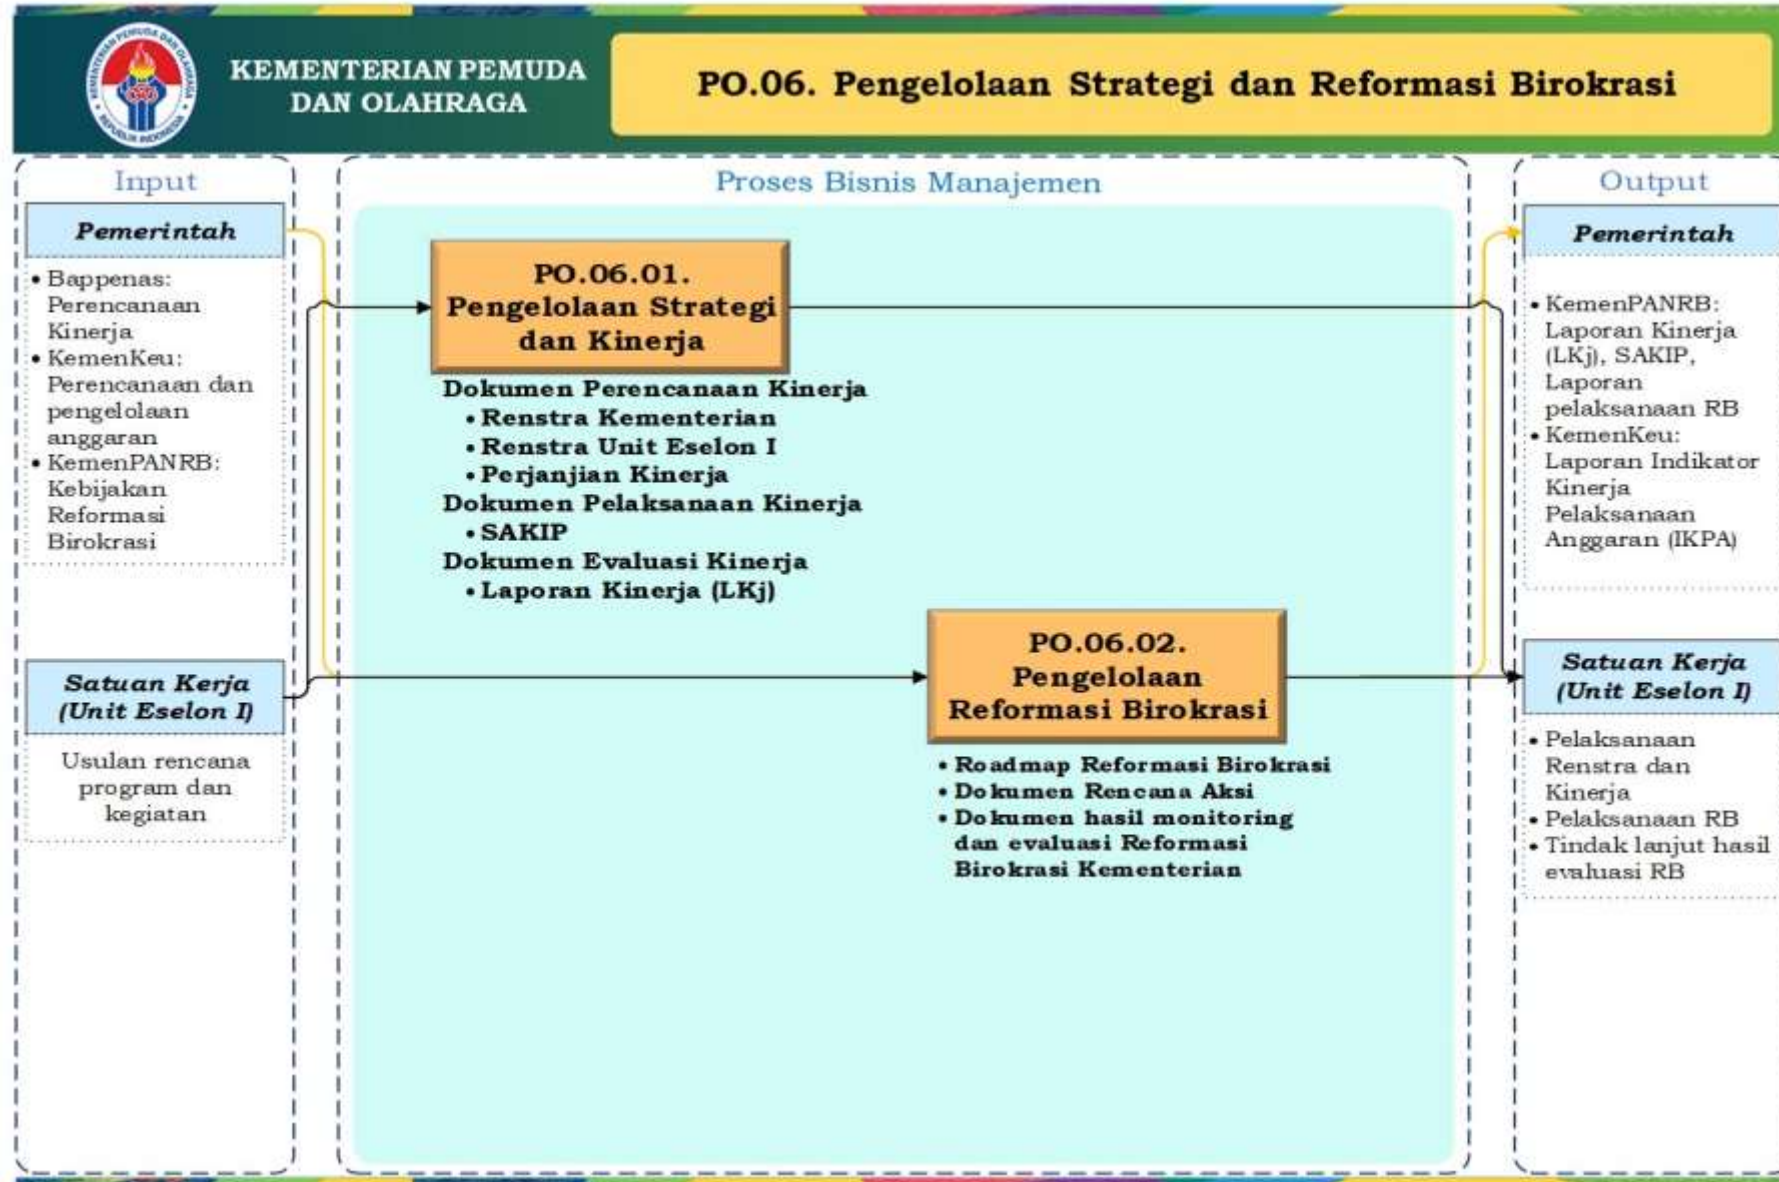 KEMENTERIAN PEMUDA DAN OLAHRAGA
REPUBLIK INDONESIA
KEMENTERIAN PEMUDA
DAN OLAHRAGA
PO.06. Pengelolaan Strategi dan Reformasi Birokrasi
Input
Pemerintah
• Bappenas:
Perencanaan
Kinerja
• KemenKeu:
Perencanaan dan
pengelolaan
anggaran
• KemenPANRB:
Kebijakan
Reformasi
Birokrasi
Satuan Kerja
(Unit Eselon I)
Usulan rencana
program dan
kegiatan
Proses Bisnis Manajemen
PO.06.01.
Pengelolaan Strategi
dan Kinerja
Dokumen Perencanaan Kinerja
• Renstra Kementerian
• Renstra Unit Eselon I
• Perjanjian Kinerja
Dokumen Pelaksanaan Kinerja
• SAKIP
Dokumen Evaluasi Kinerja
• Laporan Kinerja (LKj)
PO.06.02.
Pengelolaan
Reformasi Birokrasi
• Roadmap Reformasi Birokrasi
• Dokumen Rencana Aksi
• Dokumen hasil monitoring
dan evaluasi Reformasi
Birokrasi Kementerian
Output
Pemerintah
• KemenPANRB:
Laporan Kinerja
(LKj), SAKIP,
Laporan
pelaksanaan RB
• KemenKeu:
Laporan Indikator
Kinerja
Pelaksanaan
Anggaran (IKPA)
Satuan Kerja
(Unit Eselon I)
• Pelaksanaan
Renstra dan
Kinerja
• Pelaksanaan RB
• Tindak lanjut hasil
evaluasi RB